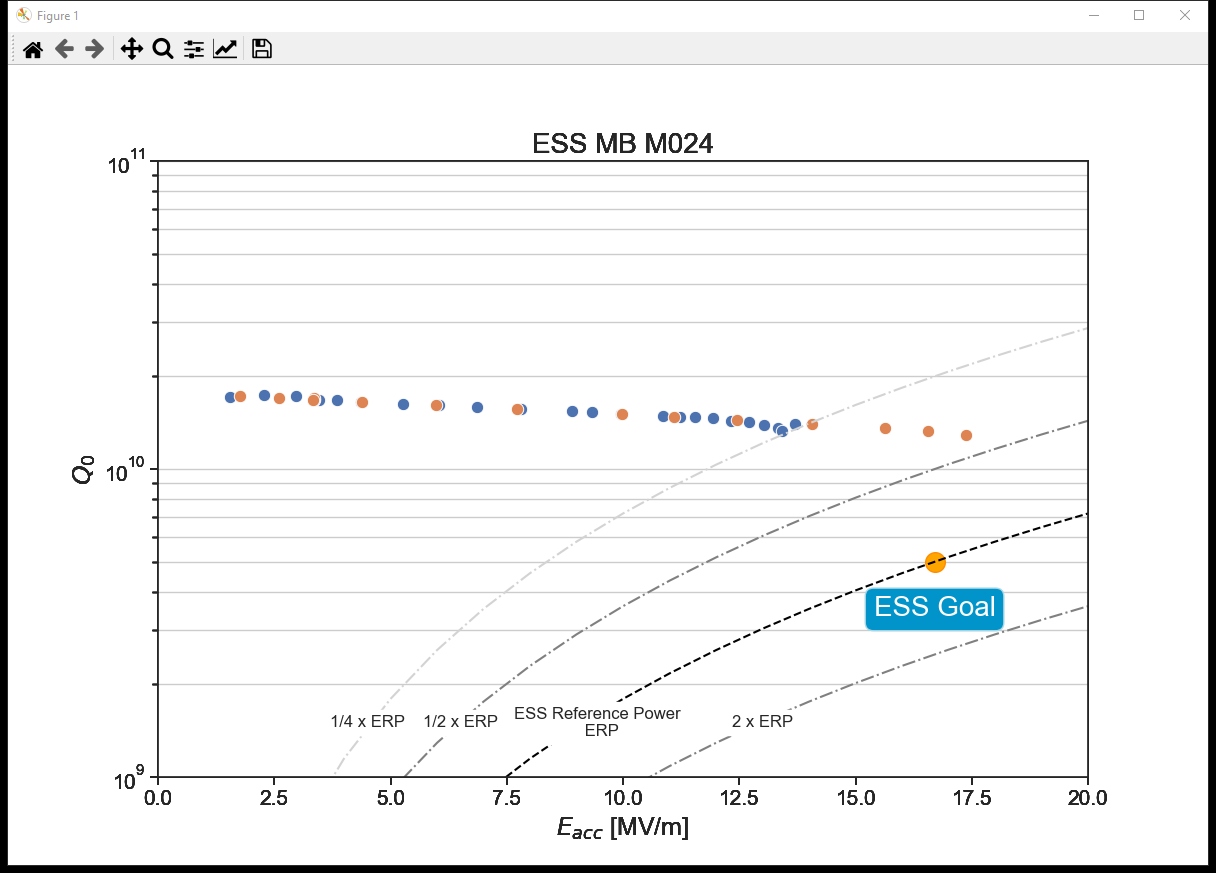 Figure 1
ESS MB M024
10^11
10^10
10^9
Q_0
ESS Goal
1/4 x ERP
1/2 x ERP
ESS Reference Power
ERP
2 x ERP
0.0 2.5 5.0 7.5 10.0 12.5 15.0 17.5 20.0
E_acc [MV/m]